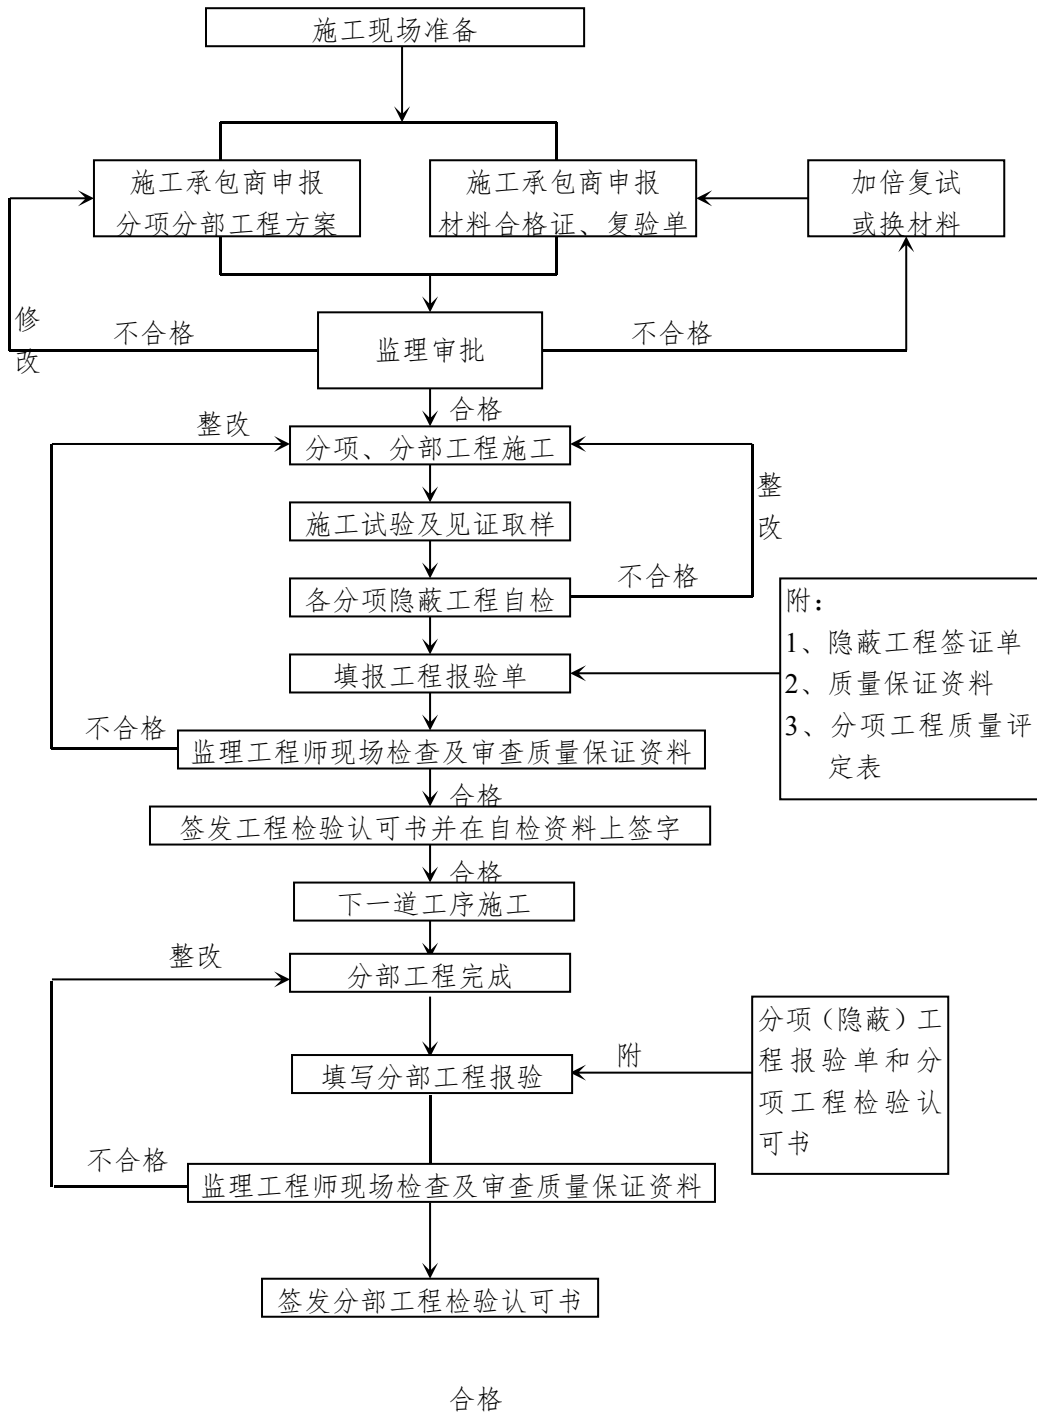 施工现场准备
施工承包商申报
分项分部工程方案
施工承包商申报
材料合格证、复验单
加倍复试
或换材料
修
改
不合格
监理审批
不合格
合格
整改
分项、分部工程施工
整
改
施工试验及见证取样
各分项隐蔽工程自检
不合格
附：
1、隐蔽工程签证单
2、质量保证资料
3、分项工程质量评
定表
填报工程报验单
不合格
监理工程师现场检查及审查质量保证资料
合格
签发工程检验认可书并在自检资料上签字
合格
下一道工序施工
整改
分部工程完成
分项（隐蔽）工
程报验单和分
项工程检验认
可书
附
填写分部工程报验
不合格
监理工程师现场检查及审查质量保证资料
签发分部工程检验认可书
合格